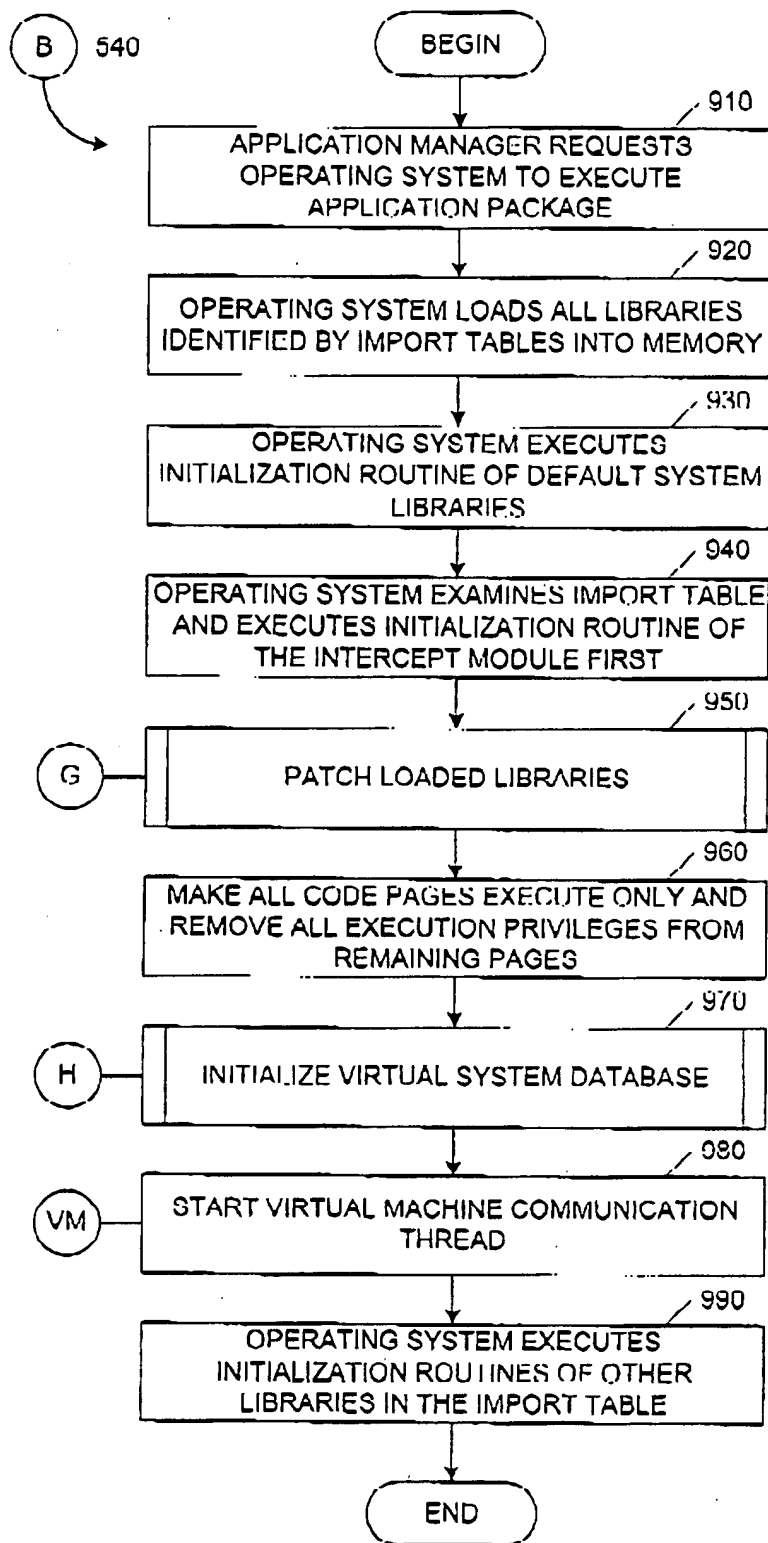 B 540
BEGIN
910
APPLICATION MANAGER REQUESTS
OPERATING SYSTEM TO EXECUTE
APPLICATION PACKAGE
920
OPERATING SYSTEM LOADS ALL LIBRARIES
IDENTIFIED BY IMPORT TABLES INTO MEMORY
930
OPERATING SYSTEM EXECUTES
INITIALIZATION ROUTINE OF DEFAULT SYSTEM
LIBRARIES
940
OPERATING SYSTEM EXAMINES IMPORT TABLE
AND EXECUTES INITIALIZATION ROUTINE OF
THE INTERCEPT MODULE FIRST
950
G
PATCH LOADED LIBRARIES
960
MAKE ALL CODE PAGES EXECUTE ONLY AND
REMOVE ALL EXECUTION PRIVILEGES FROM
REMAINING PAGES
970
H
INITIALIZE VIRTUAL SYSTEM DATABASE
980
VM
START VIRTUAL MACHINE COMMUNICATION
THREAD
990
OPERATING SYSTEM EXECUTES
INITIALIZATION ROUTINES OF OTHER
LIBRARIES IN THE IMPORT TABLE
END